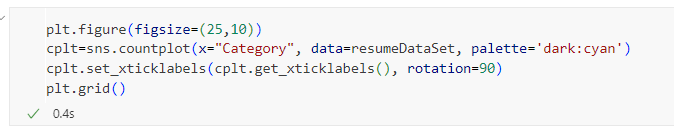 plt.figure(figsize=(25,10))
cplt=sns.countplot(x="Category", data=resumeDataSet, palette='dark:cyan')
cplt.set_xticklabels(cplt.get_xticklabels(), rotation=90)
plt.grid()
0.4s